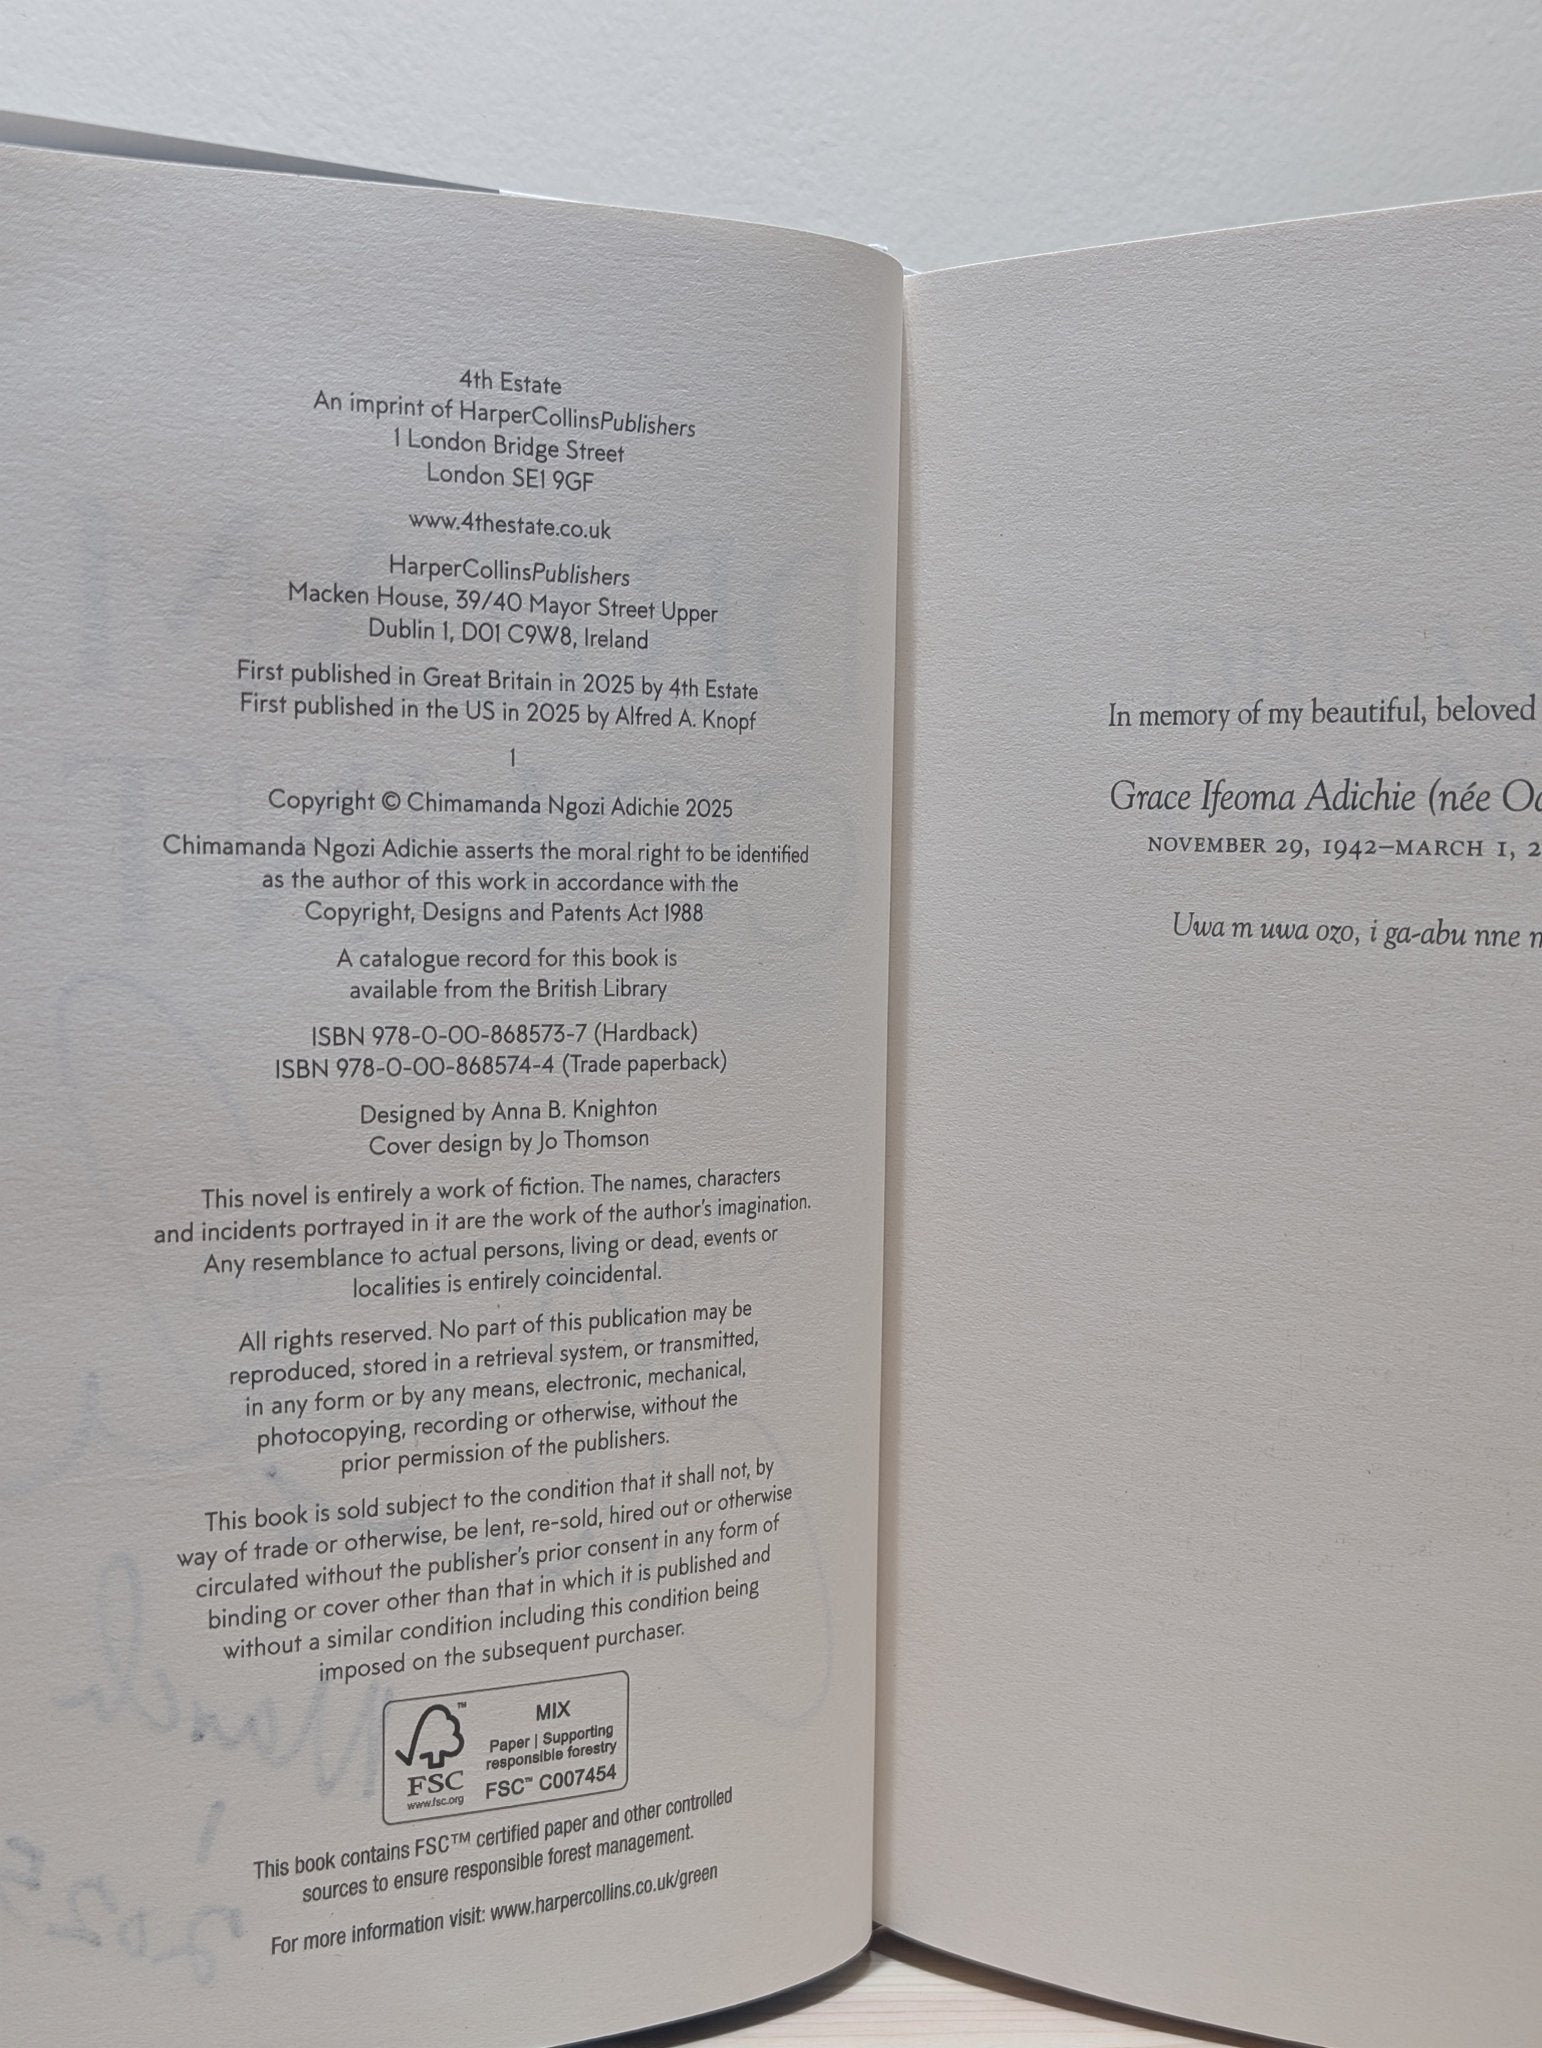 4th Estate
An imprint of HarperCollinsPublishers
1 London Bridge Street
London SE1 9GF
www.4thestate.co.uk
HarperCollinsPublishers
Macken House, 39/40 Mayor Street Upper
Dublin 1, D01 C9W8, Ireland
First published in Great Britain in 2025 by 4th Estate
First published in the US in 2025 by Alfred A. Knopf
1
Copyright © Chimamanda Ngozi Adichie 2025
Chimamanda Ngozi Adichie asserts the moral right to be identified
as the author of this work in accordance with the
Copyright, Designs and Patents Act 1988
A catalogue record for this book is
available from the British Library
ISBN 978-0-00-868573-7 (Hardback)
ISBN 978-0-00-868574-4 (Trade paperback)
Designed by Anna B. Knighton
Cover design by Jo Thomson
This novel is entirely a work of fiction. The names, characters
and incidents portrayed in it are the work of the author's imagination.
Any resemblance to actual persons, living or dead, events or
localities is entirely coincidental.
All rights reserved. No part of this publication may be
reproduced, stored in a retrieval system, or transmitted,
in any form or by any means, electronic, mechanical,
photocopying, recording or otherwise, without the
prior permission of the publishers.
This book is sold subject to the condition that it shall not, by
way of trade or otherwise, be lent, re-sold, hired out or otherwise
circulated without the publisher's prior consent in any form of
binding or cover other than that in which it is published and
without a similar condition including this condition being
imposed on the subsequent purchaser.
FSC™
www.fsc.org
MIX
Paper | Supporting
responsible forestry
FSC™ C007454
This book contains FSC™ certified paper and other controlled
sources to ensure responsible forest management.
For more information visit: www.harpercollins.co.uk/green
In memory of my beautiful, beloved
Grace Ifeoma Adichie (née
NOVEMBER 29, 1942–MARCH 1,
Uwa m uwa ozo, i ga-abu nne